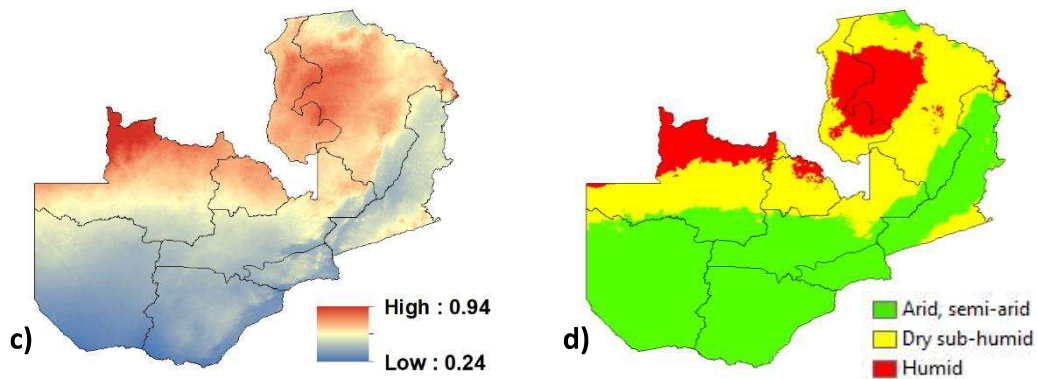 c)
High : 0.94
Low : 0.24
d)
Arid, semi-arid
Dry sub-humid
Humid